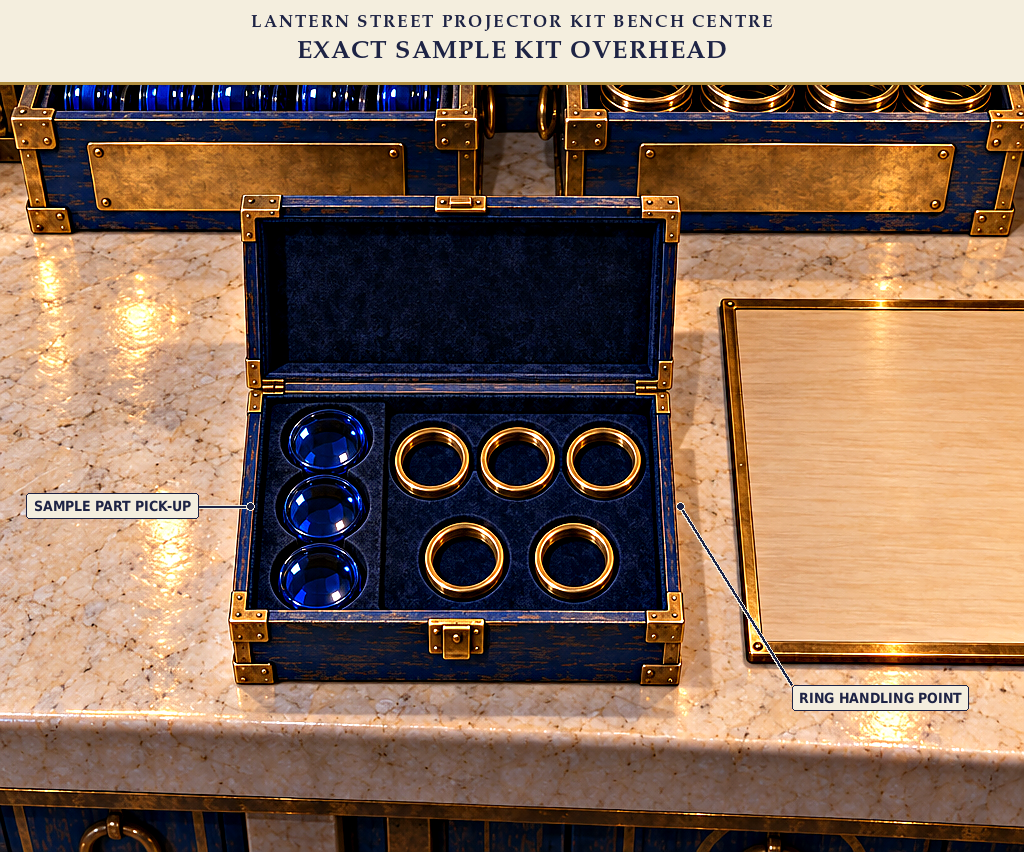 LANTERN STREET PROJECTOR KIT BENCH CENTRE
EXACT SAMPLE KIT OVERHEAD
SAMPLE PART PICK-UP
RING HANDLING POINT